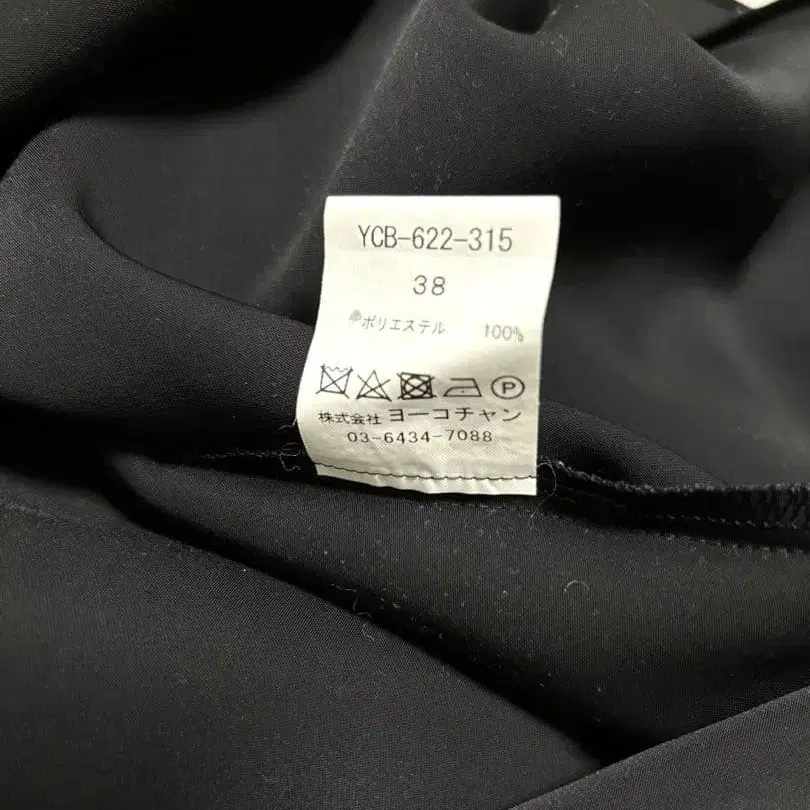 YCB-622-315
38
ポリエステル 100%
P
株式会社 ヨーコチャン
03-6434-7088